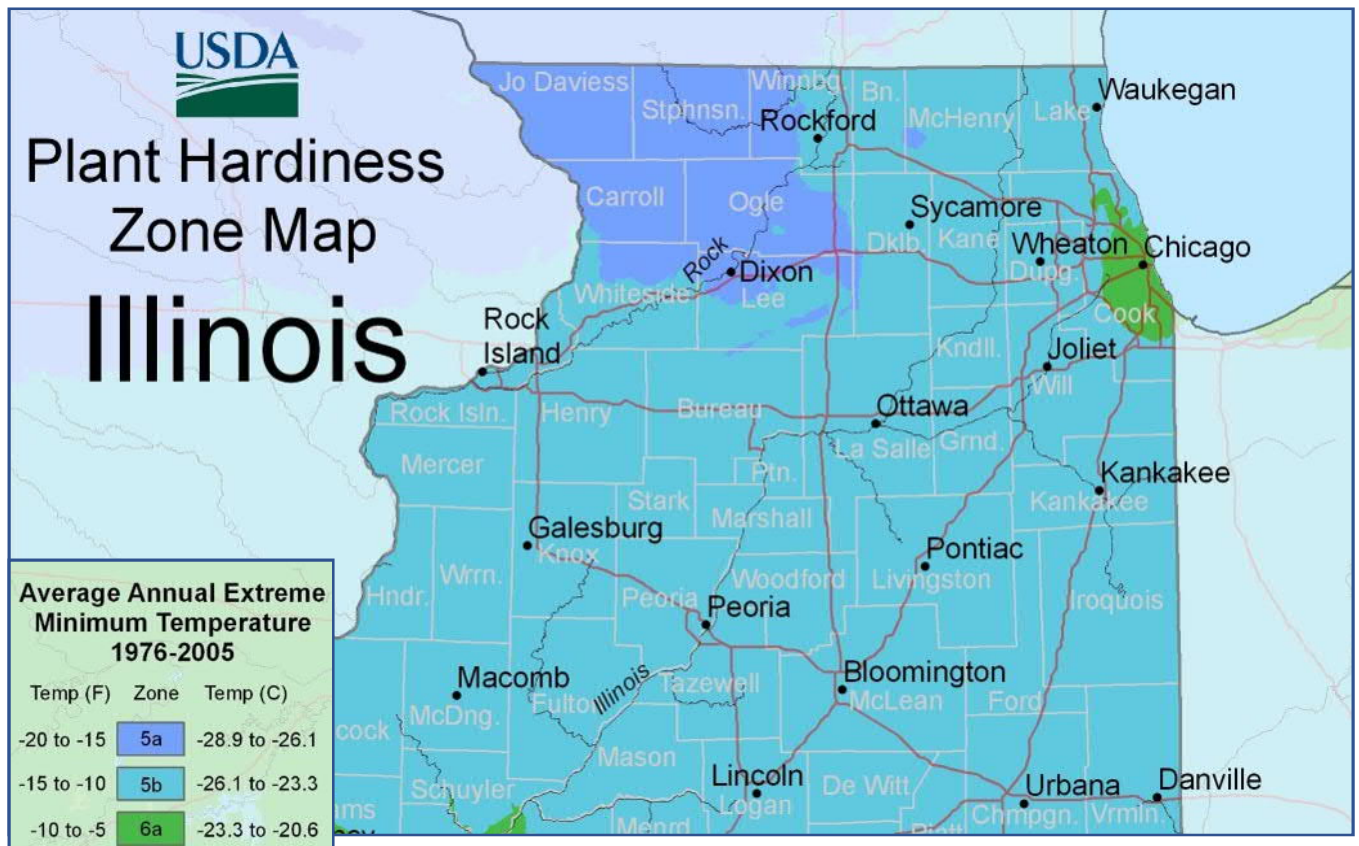 USDA
Plant Hardiness
Zone Map
Illinois
Jo Daviess
Stphnsn.
Winnbg.
Bn.
McHenry
Lake
Waukegan
Rockford
Carroll
Ogle
Sycamore
Dklb.
Kane
Wheaton
Dupg.
Chicago
Cook
Rock
Dixon
Whiteside
Lee
Rock
Island
Kndll.
Joliet
Will
Rock Isln.
Henry
Bureau
Ottawa
La Salle
Grnd.
Mercer
Ptn.
Kankakee
Kankakee
Stark
Marshall
Galesburg
Knox
Pontiac
Livingston
Hndr.
Wrrn.
Peoria
Woodford
Iroquois
Peoria
Macomb
McDng.
Fulton
Illinois
Tazewell
Bloomington
McLean
Ford
cock
Mason
Schuyler
Lincoln
Logan
De Witt
Urbana
Danville
Chmpgn.
Vrmln.
ams
Menrd
Piatt
Average Annual Extreme
Minimum Temperature
1976-2005
Temp (F) Zone Temp (C)
-20 to -15 5a -28.9 to -26.1
-15 to -10 5b -26.1 to -23.3
-10 to -5 6a -23.3 to -20.6